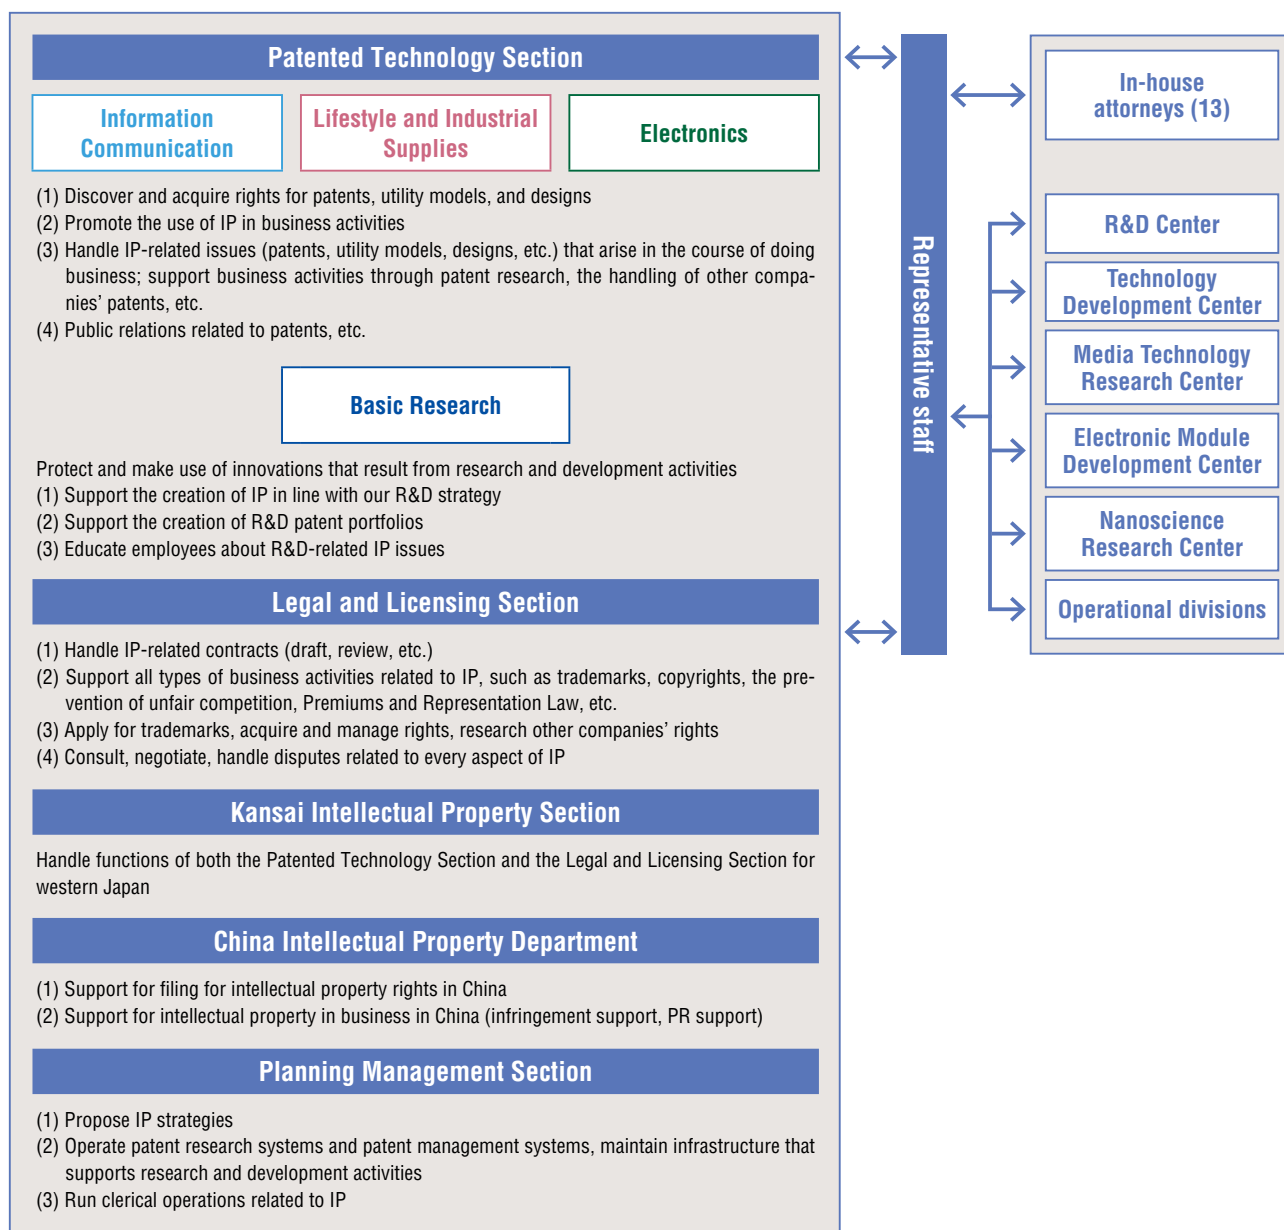 Patented Technology Section
Information
Communication
Lifestyle and Industrial
Supplies
Electronics
(1) Discover and acquire rights for patents, utility models, and designs
(2) Promote the use of IP in business activities
(3) Handle IP-related issues (patents, utility models, designs, etc.) that arise in the course of doing
business; support business activities through patent research, the handling of other compa-
nies’ patents, etc.
(4) Public relations related to patents, etc.
Basic Research
Protect and make use of innovations that result from research and development activities
(1) Support the creation of IP in line with our R&D strategy
(2) Support the creation of R&D patent portfolios
(3) Educate employees about R&D-related IP issues
Legal and Licensing Section
(1) Handle IP-related contracts (draft, review, etc.)
(2) Support all types of business activities related to IP, such as trademarks, copyrights, the pre-
vention of unfair competition, Premiums and Representation Law, etc.
(3) Apply for trademarks, acquire and manage rights, research other companies’ rights
(4) Consult, negotiate, handle disputes related to every aspect of IP
Kansai Intellectual Property Section
Handle functions of both the Patented Technology Section and the Legal and Licensing Section for
western Japan
China Intellectual Property Department
(1) Support for filing for intellectual property rights in China
(2) Support for intellectual property in business in China (infringement support, PR support)
Planning Management Section
(1) Propose IP strategies
(2) Operate patent research systems and patent management systems, maintain infrastructure that
supports research and development activities
(3) Run clerical operations related to IP
Representative staff
In-house
attorneys (13)
R&D Center
Technology
Development Center
Media Technology
Research Center
Electronic Module
Development Center
Nanoscience
Research Center
Operational divisions